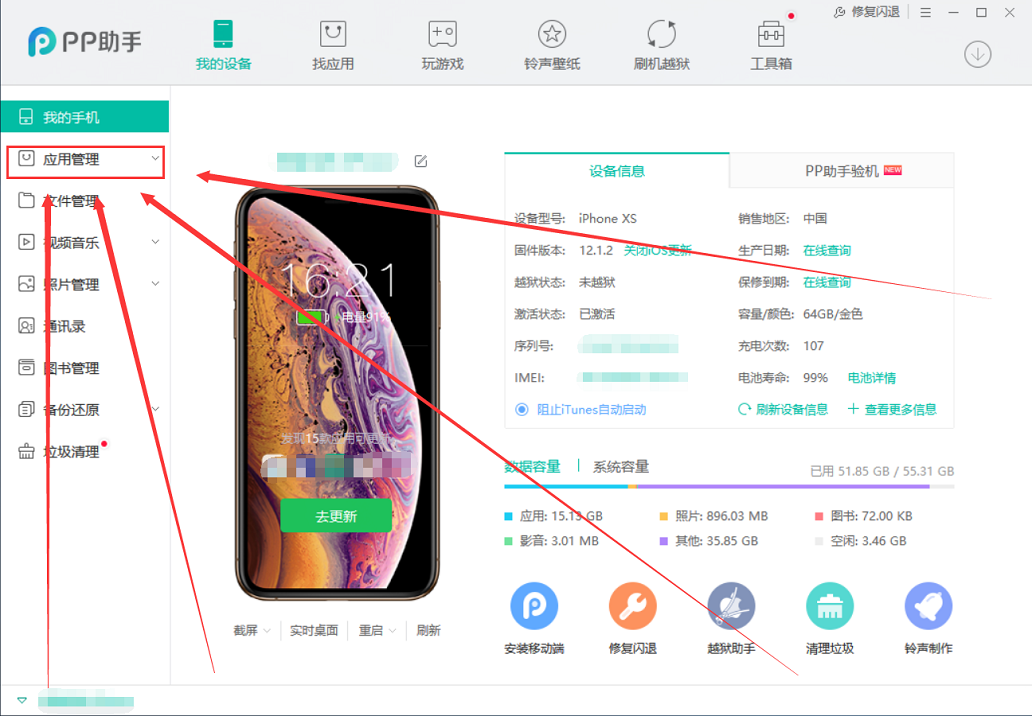 PP助手
我的设备
找应用
玩游戏
铃声壁纸
刷机越狱
工具箱
修复闪退
我的手机
应用管理
文件管理
视频音乐
照片管理
通讯录
图书管理
备份还原
垃圾清理
16:21
电量91%
发现15款应用可更新
去更新
截屏
实时桌面
重启
刷新
设备信息
PP助手验机 NEW
设备型号: iPhone XS
销售地区: 中国
固件版本: 12.1.2 关闭iOS更新
生产日期: 在线查询
越狱状态: 未越狱
保修到期: 在线查询
激活状态: 已激活
容量/颜色: 64GB/金色
序列号:
充电次数: 107
IMEI:
电池寿命: 99% 电池详情
阻止iTunes自动启动
刷新设备信息
查看更多信息
数据容量
系统容量
已用 51.85 GB / 55.31 GB
应用: 15.13 GB
照片: 896.03 MB
图书: 72.00 KB
影音: 3.01 MB
其他: 35.85 GB
空闲: 3.46 GB
安装移动端
修复闪退
越狱助手
清理垃圾
铃声制作